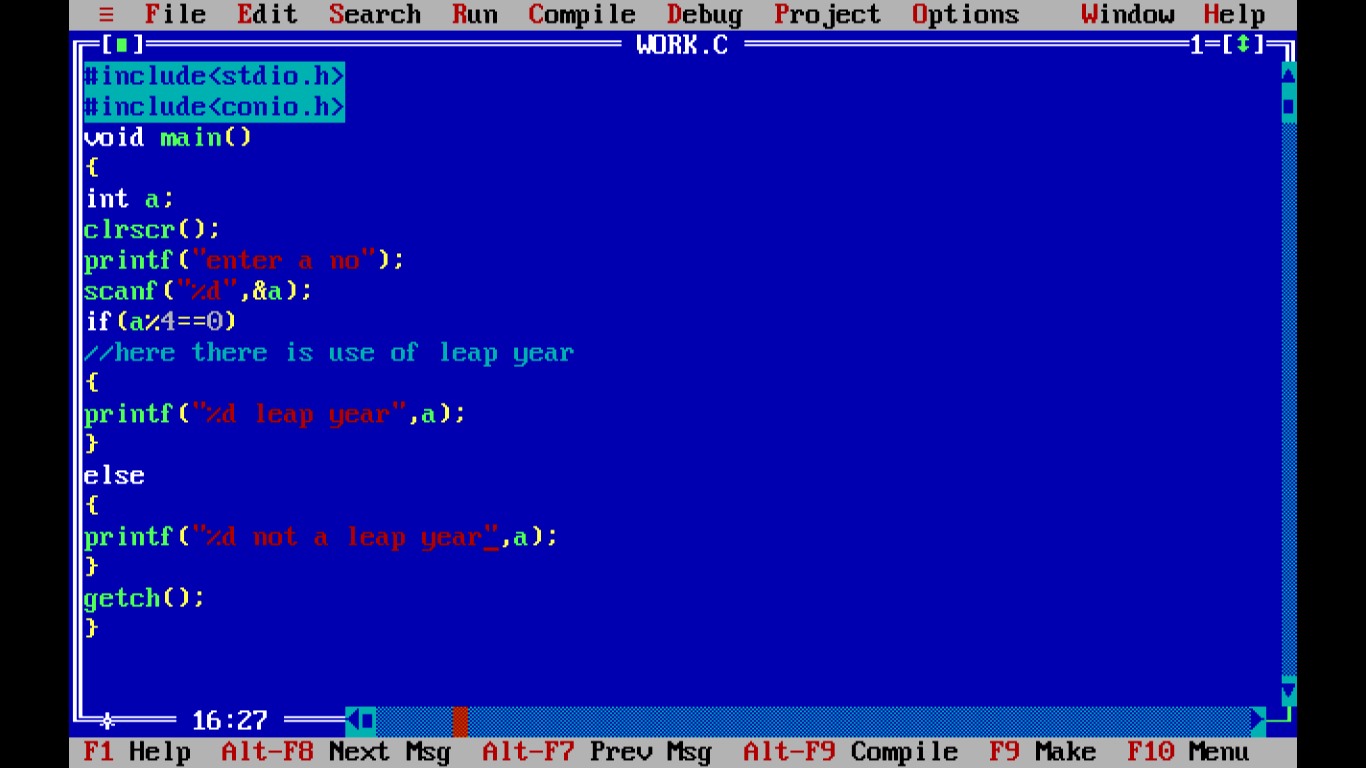 ≡ File Edit Search Run Compile Debug Project Options Window Help
[■] WORK.C 1=[↕]
#include<stdio.h>
#include<conio.h>
void main()
{
int a;
clrscr();
printf("enter a no");
scanf("%d",&a);
if(a%4==0)
//here there is use of leap year
{
printf("%d leap year",a);
}
else
{
printf("%d not a leap year",a);
}
getch();
}
16:27
F1 Help Alt-F8 Next Msg Alt-F7 Prev Msg Alt-F9 Compile F9 Make F10 Menu